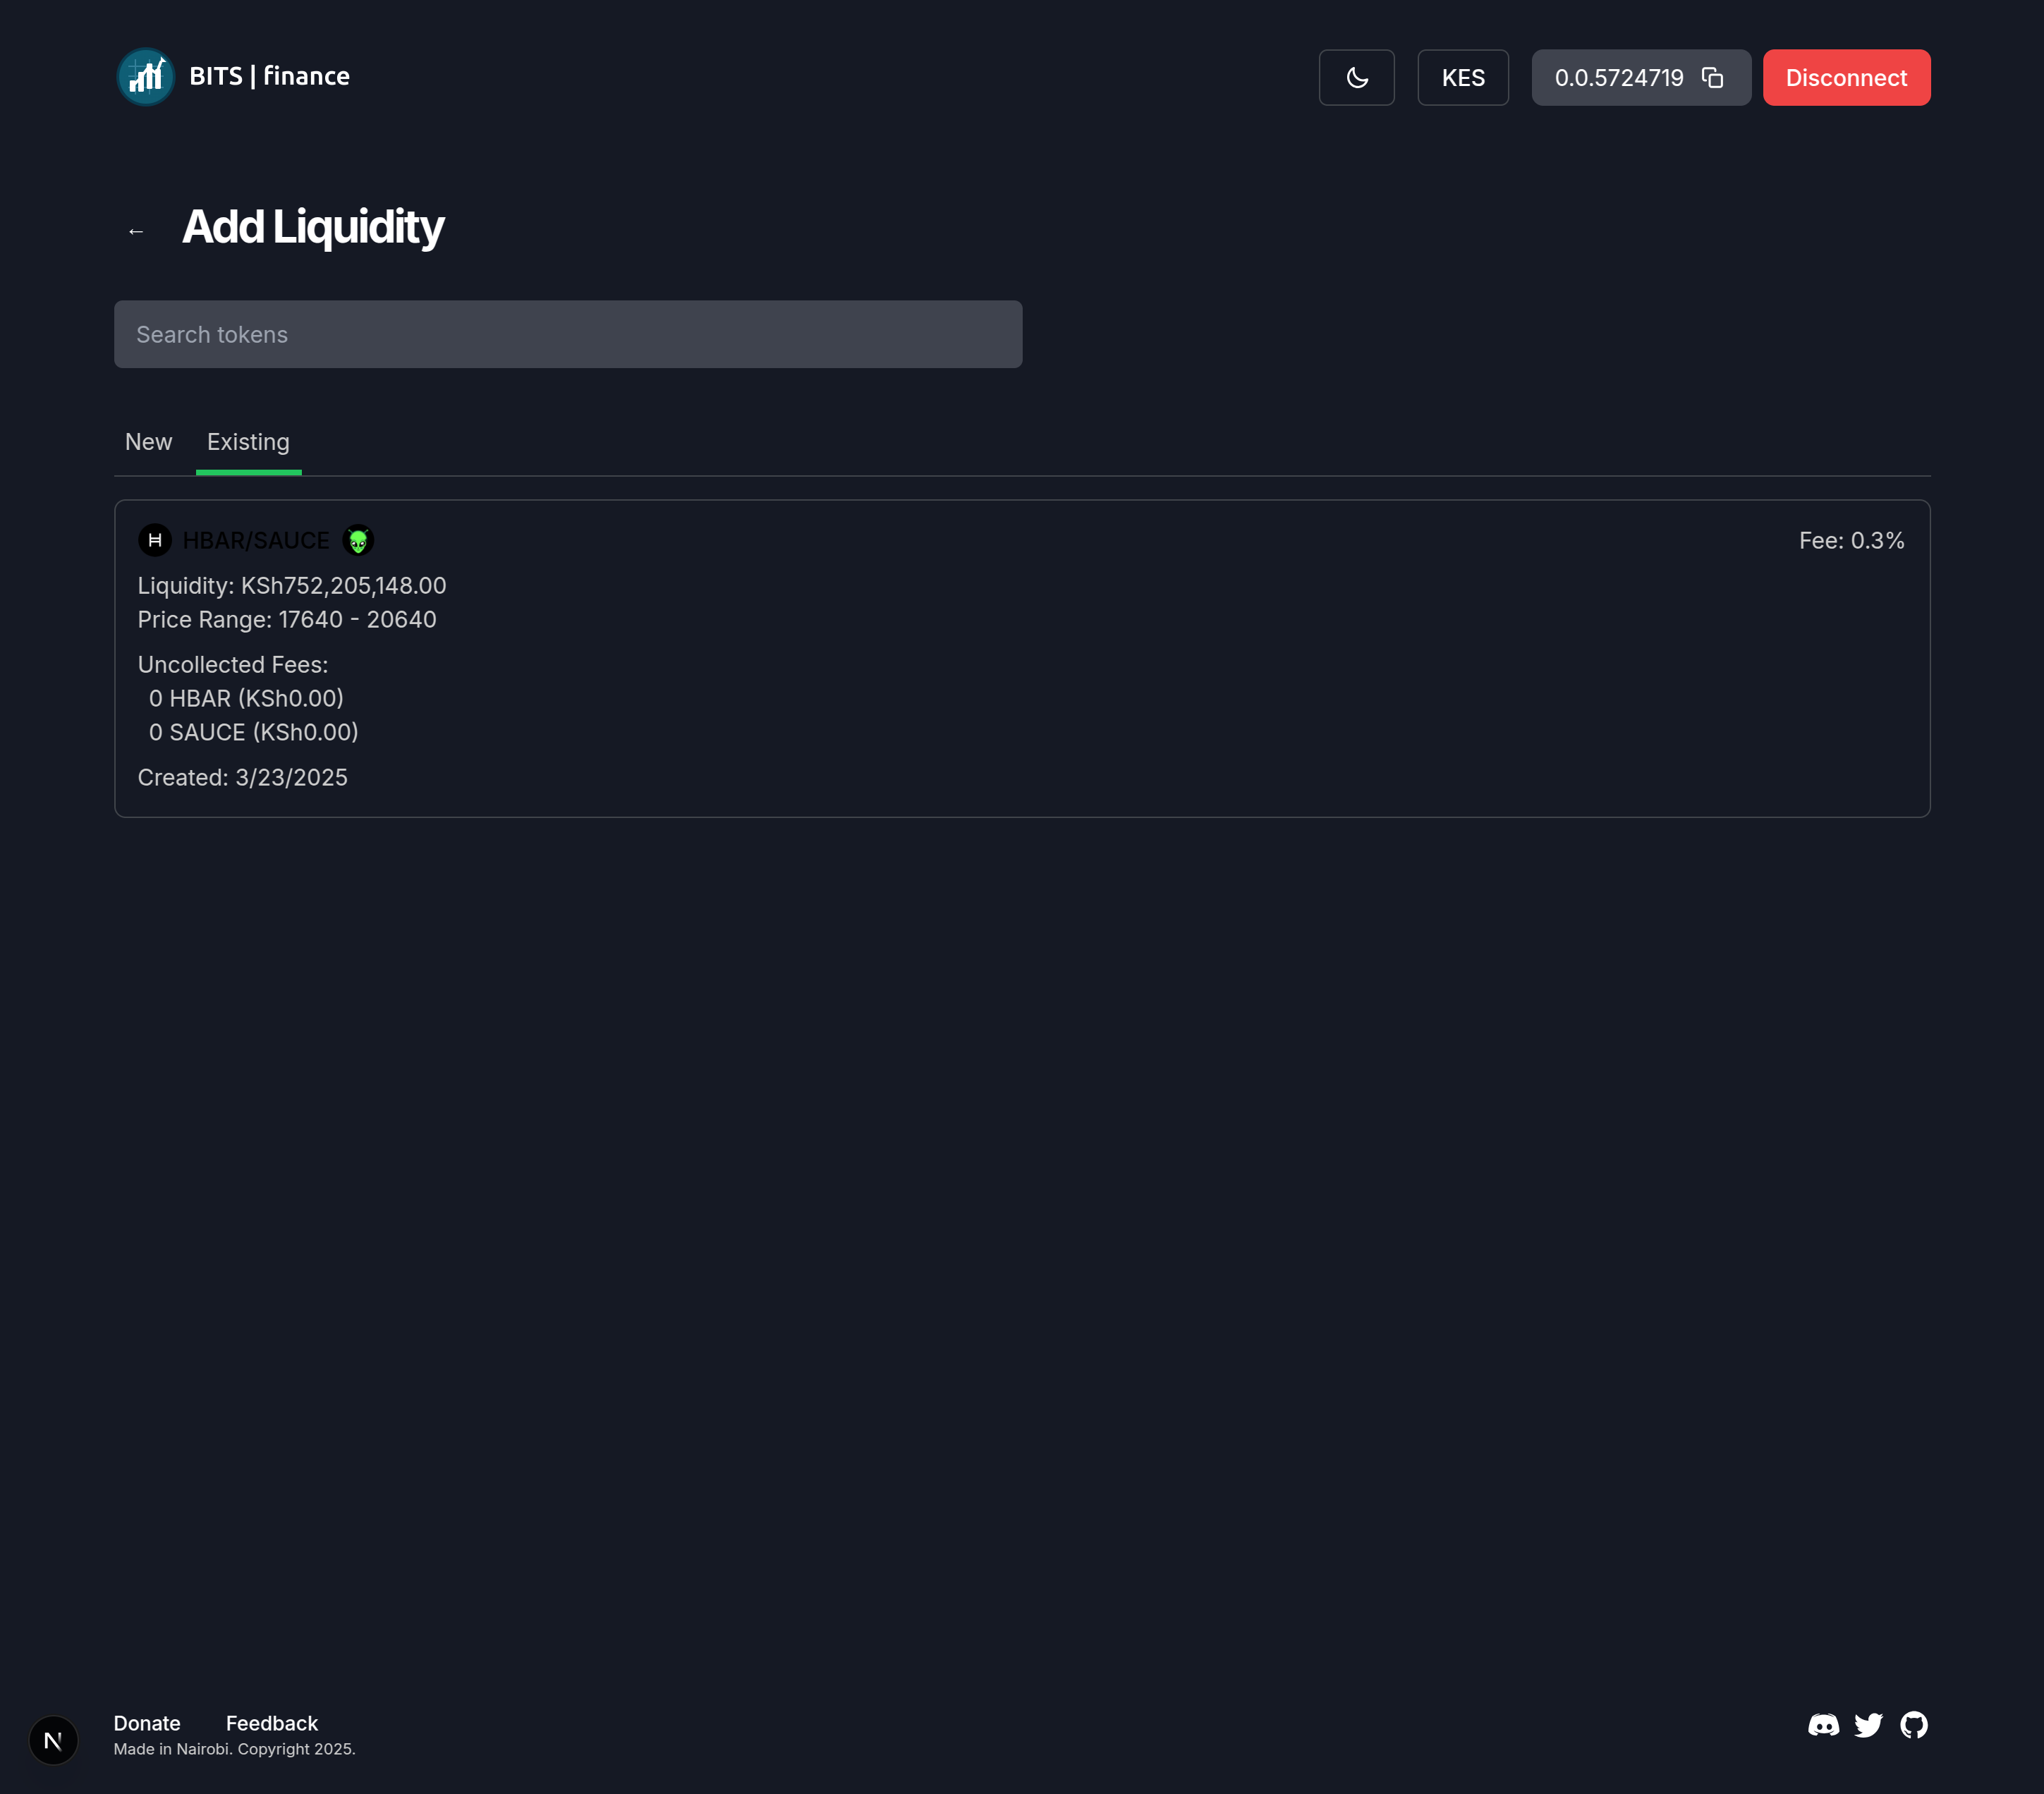 BITS | finance
KES
0.0.5724719
Disconnect
← Add Liquidity
Search tokens
New Existing
HBAR/SAUCE
Fee: 0.3%
Liquidity: KSh752,205,148.00
Price Range: 17640 - 20640
Uncollected Fees:
0 HBAR (KSh0.00)
0 SAUCE (KSh0.00)
Created: 3/23/2025
Donate Feedback
Made in Nairobi. Copyright 2025.
N